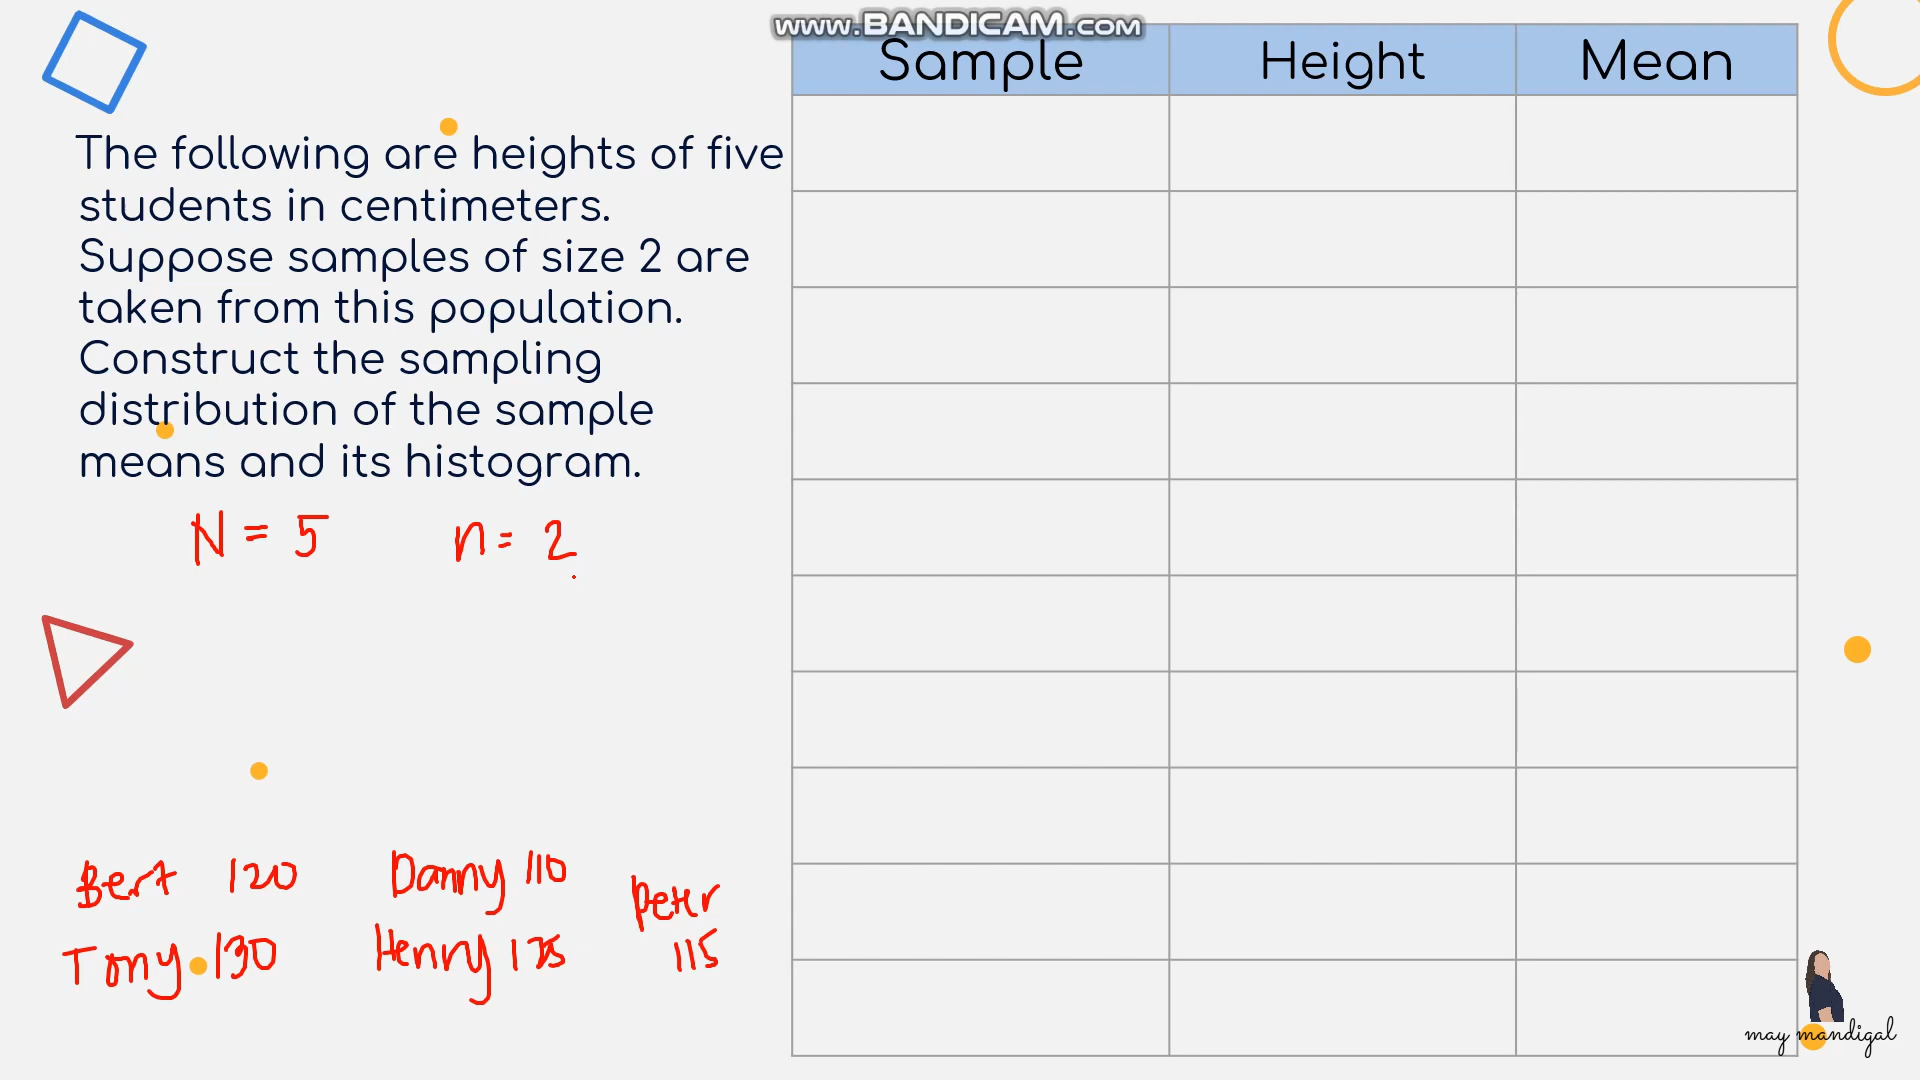 www.BANDICAM.com
Sample Height Mean
The following are heights of five
students in centimeters.
Suppose samples of size 2 are
taken from this population.
Construct the sampling
distribution of the sample
means and its histogram.
N = 5 n = 2
Bert 120 Danny 110
Peter
Tony 130 Henry 125 115
may mandigal